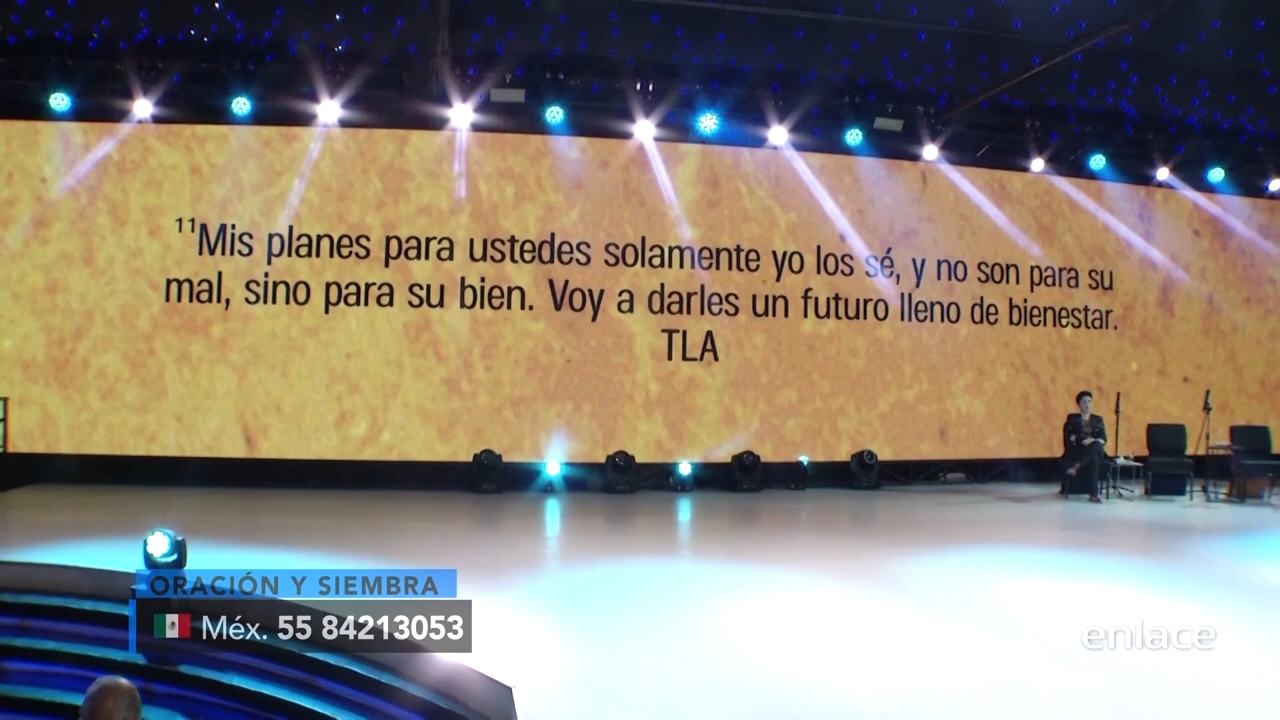 ¹¹Mis planes para ustedes solamente yo los sé, y no son para su
mal, sino para su bien. Voy a darles un futuro lleno de bienestar.
TLA
ORACIÓN Y SIEMBRA
Méx. 55 84213053
enlace